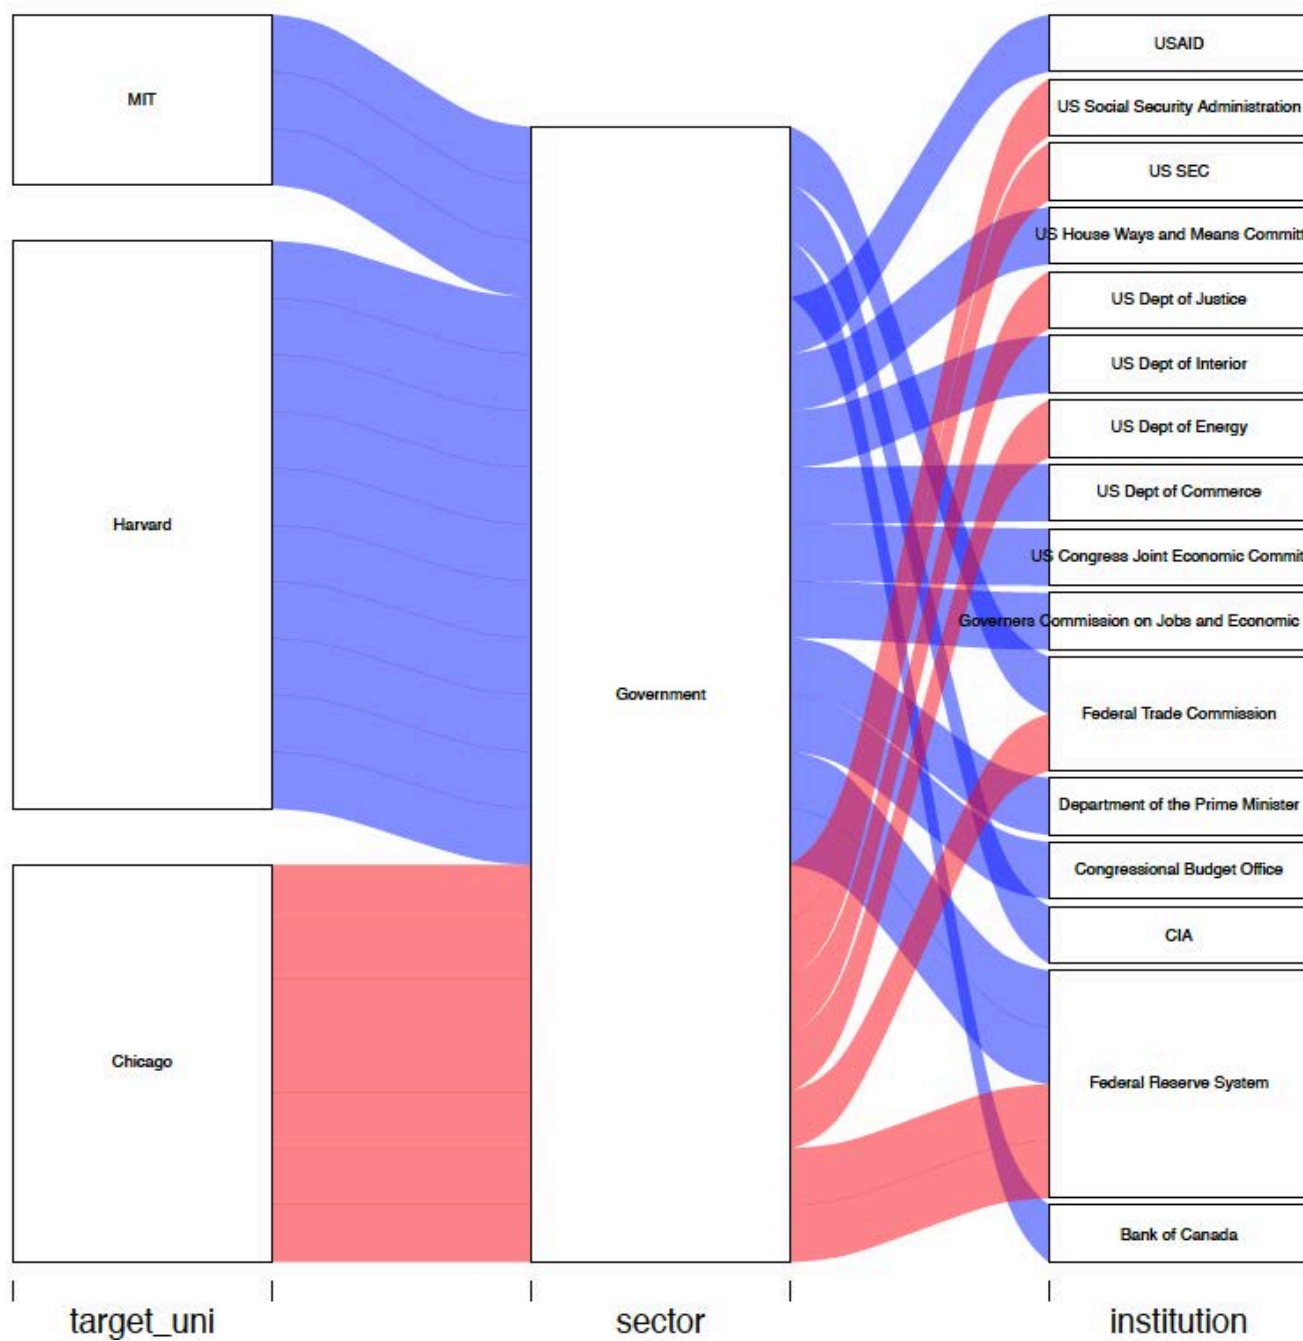 MIT
Harvard
Chicago
Government
USAID
US Social Security Administration
US SEC
US House Ways and Means Committ
US Dept of Justice
US Dept of Interior
US Dept of Energy
US Dept of Commerce
US Congress Joint Economic Commit
Governers Commission on Jobs and Economic
Federal Trade Commission
Department of the Prime Minister
Congressional Budget Office
CIA
Federal Reserve System
Bank of Canada
target_uni
sector
institution